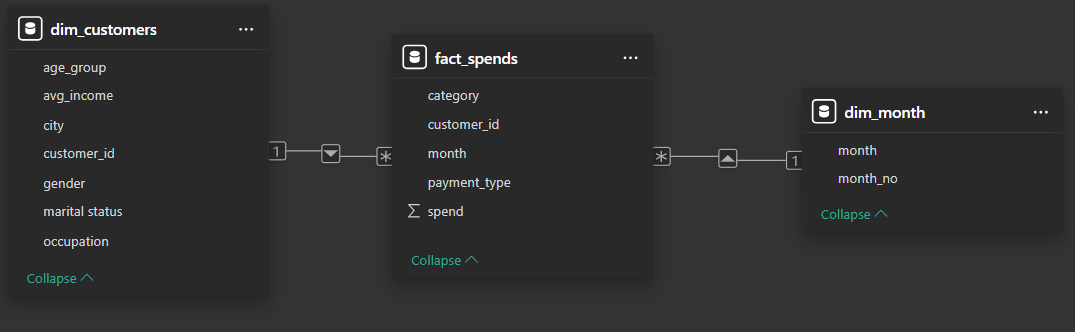 dim_customers
age_group
avg_income
city
customer_id
gender
marital status
occupation
Collapse
1
*
fact_spends
category
customer_id
month
payment_type
spend
Collapse
*
1
dim_month
month
month_no
Collapse